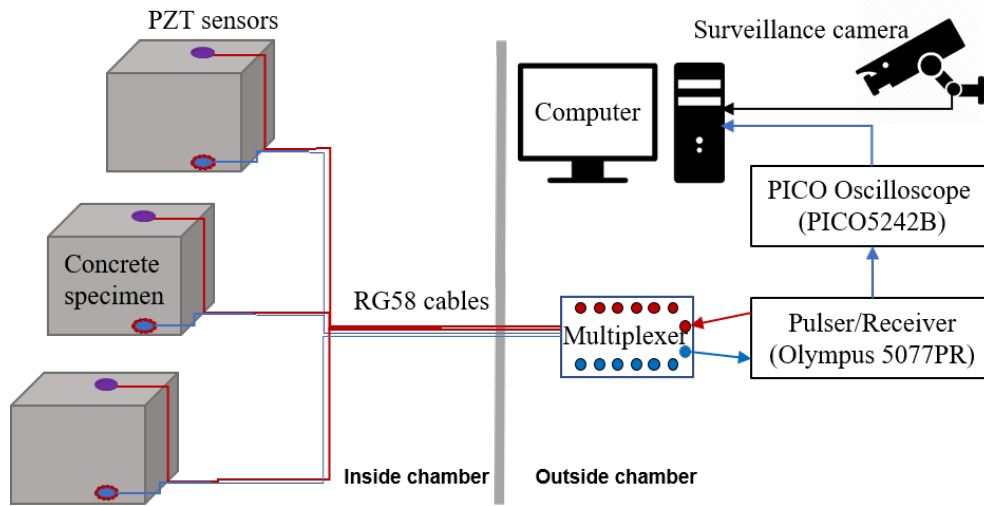 PZT sensors
Surveillance camera
Computer
PICO Oscilloscope
(PICO5242B)
Concrete
specimen
RG58 cables
Multiplexer
Pulser/Receiver
(Olympus 5077PR)
Inside chamber
Outside chamber